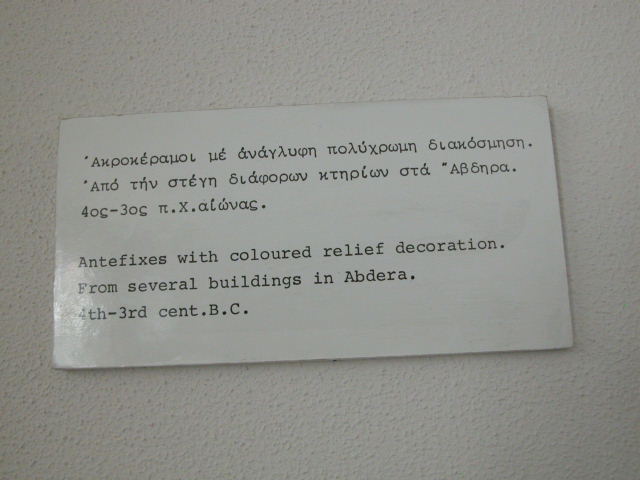 Ἀκροκέραμοι μέ ἀνάγλυφη πολύχρωμη διακόσμηση.
Ἀπό τήν στέγη διάφορων κτηρίων στά Ἄβδηρα.
4ος-3ος π.Χ.αἰώνας.
Antefixes with coloured relief decoration.
From several buildings in Abdera.
4th-3rd cent.B.C.